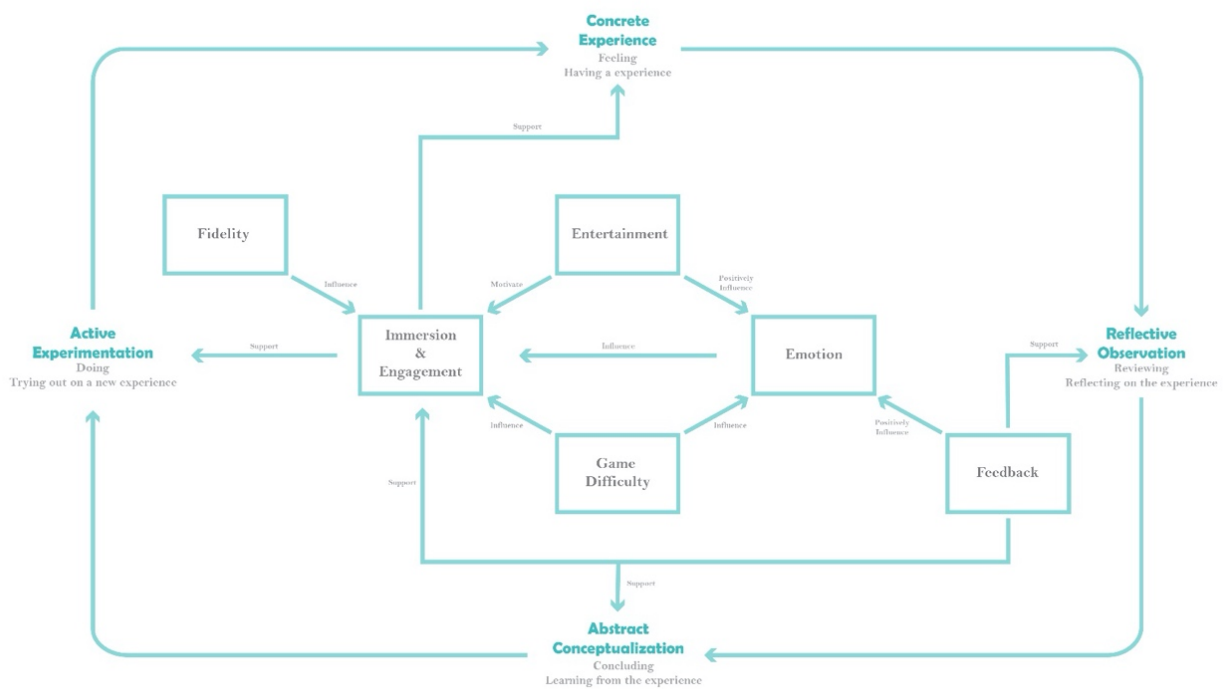 Concrete
Experience
Feeling
Having a experience
Support
Fidelity
Entertainment
Influence
Motivate
Positively
Influence
Active
Experimentation
Doing
Trying out on a new experience
Support
Immersion
&
Engagement
Influence
Emotion
Support
Reflective
Observation
Reviewing
Reflecting on the experience
Influence
Influence
Positively
Influence
Game
Difficulty
Feedback
Support
Support
Abstract
Conceptualization
Concluding
Learning from the experience